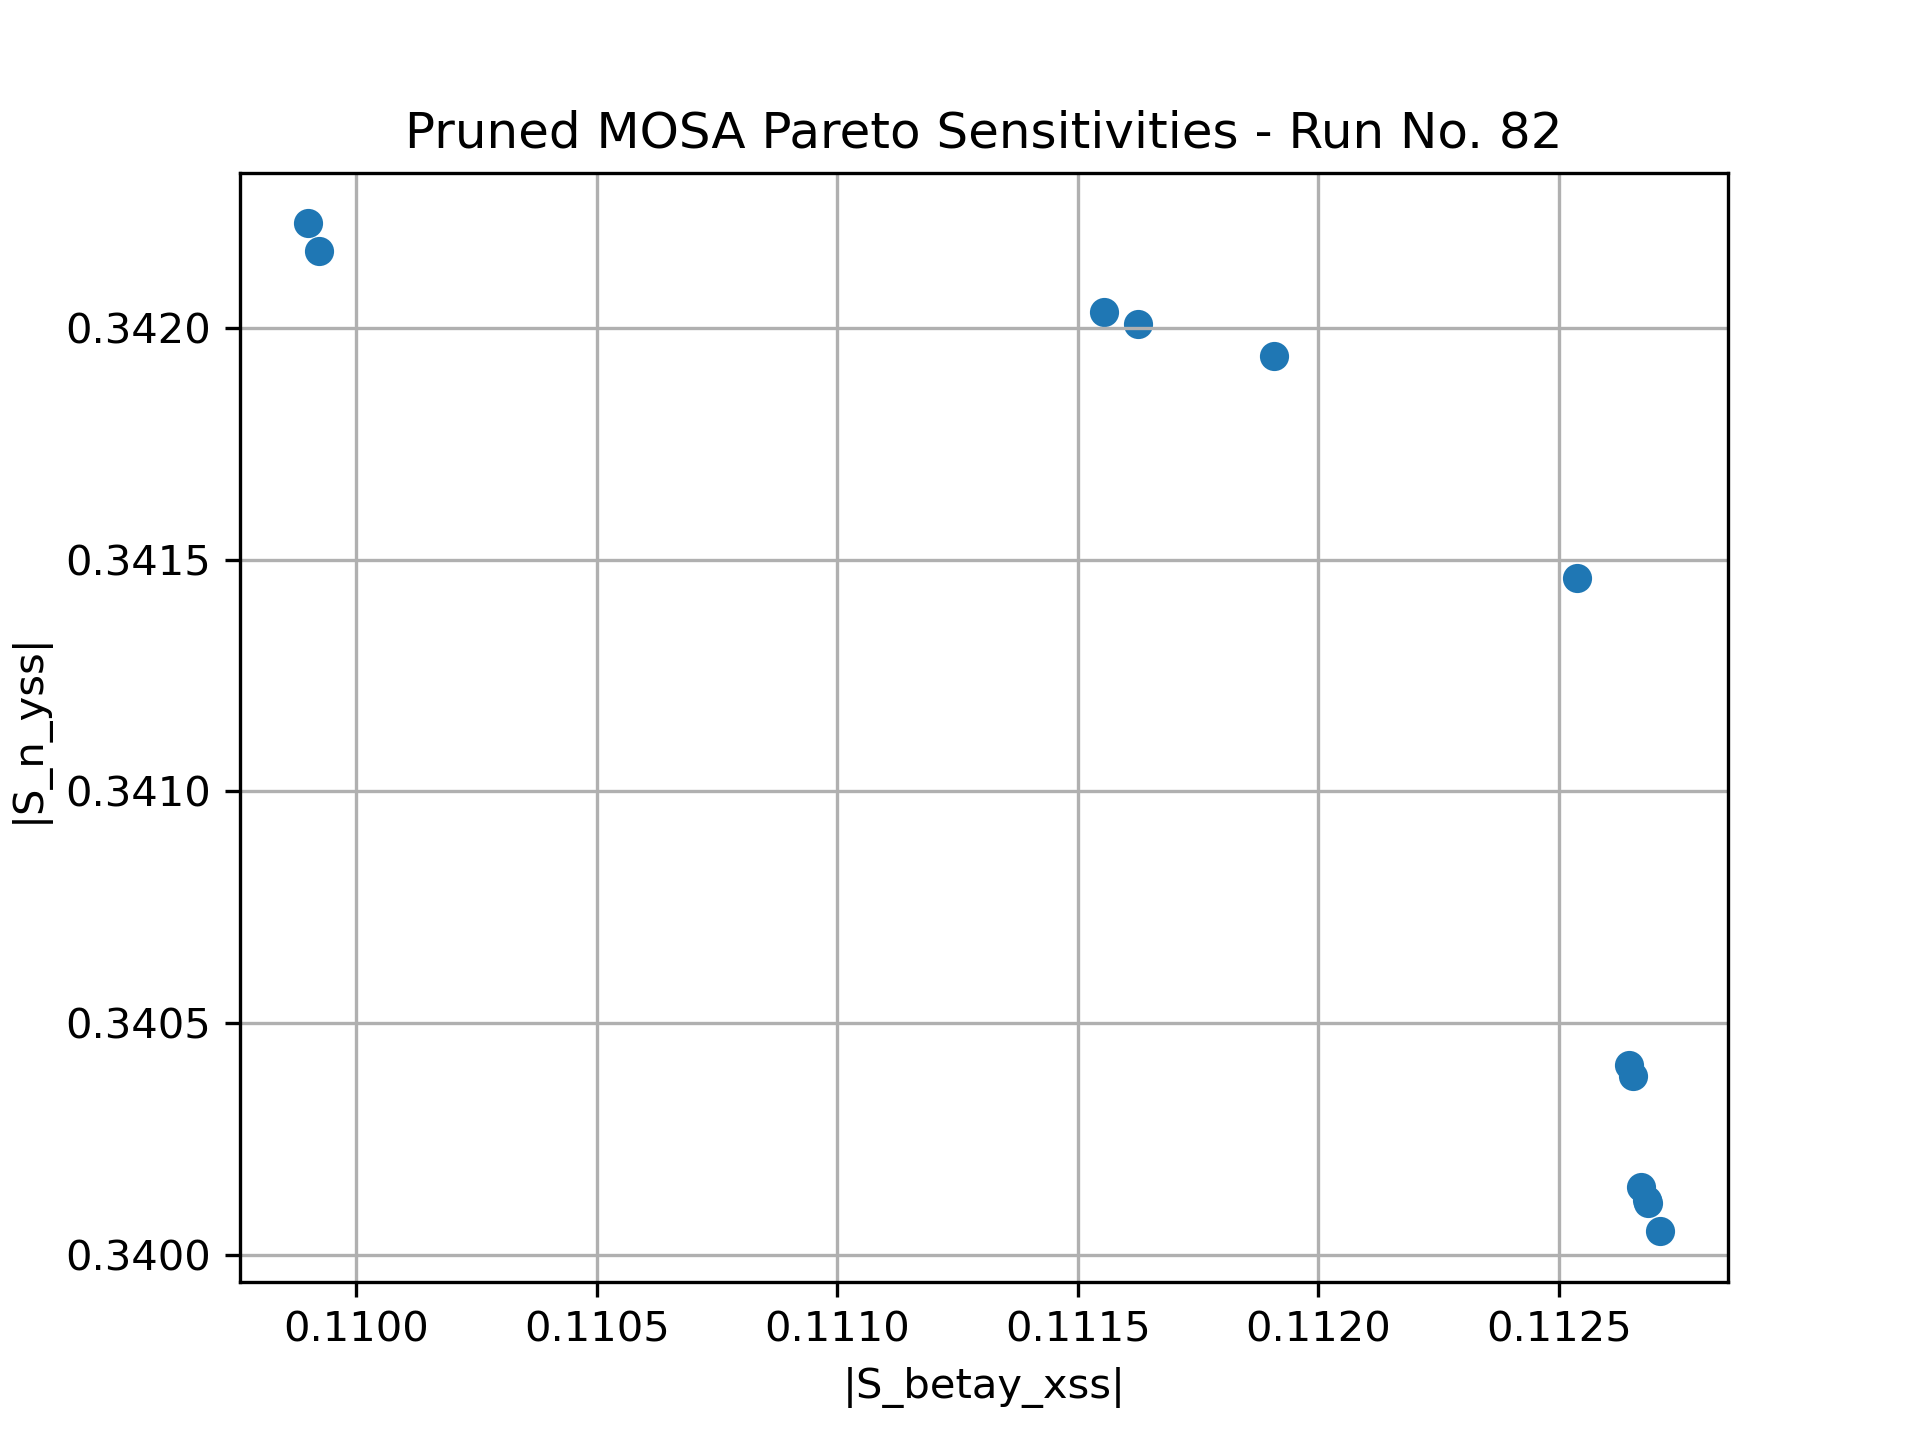 Pruned MOSA Pareto Sensitivities - Run No. 82
|S_n_yss|
0.3420
0.3415
0.3410
0.3405
0.3400
0.1100 0.1105 0.1110 0.1115 0.1120 0.1125
|S_betay_xss|